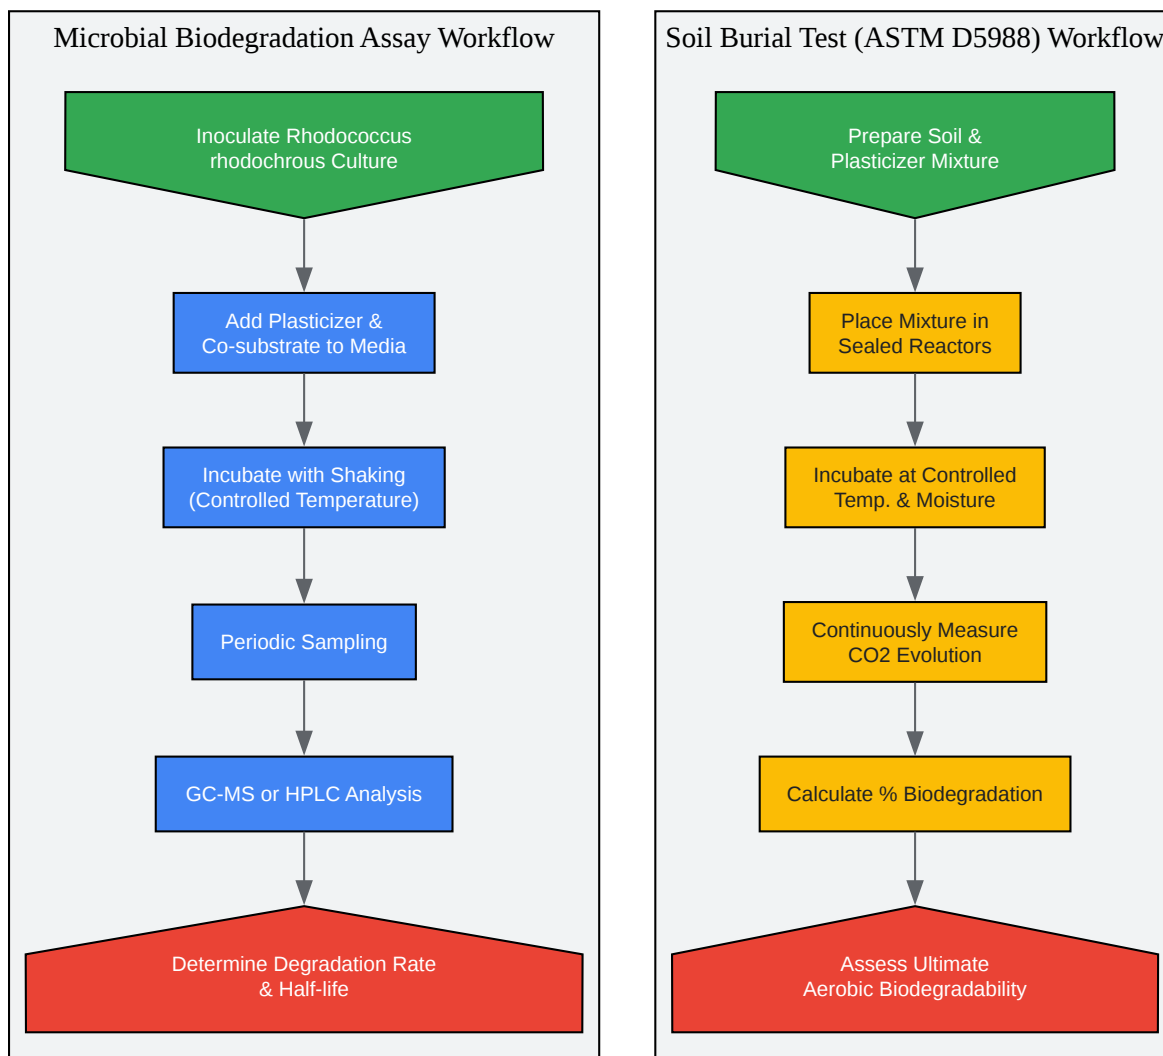 Microbial Biodegradation Assay Workflow
Inoculate Rhodococcus
rhodochrous Culture
Add Plasticizer &
Co-substrate to Media
Incubate with Shaking
(Controlled Temperature)
Periodic Sampling
GC-MS or HPLC Analysis
Determine Degradation Rate
& Half-life
Soil Burial Test (ASTM D5988) Workflow
Prepare Soil &
Plasticizer Mixture
Place Mixture in
Sealed Reactors
Incubate at Controlled
Temp. & Moisture
Continuously Measure
CO2 Evolution
Calculate % Biodegradation
Assess Ultimate
Aerobic Biodegradability